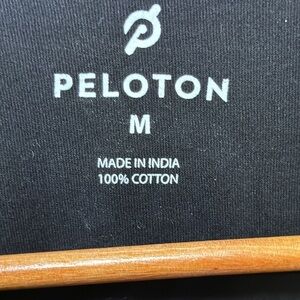 PELOTON
M
MADE IN INDIA
100% COTTON